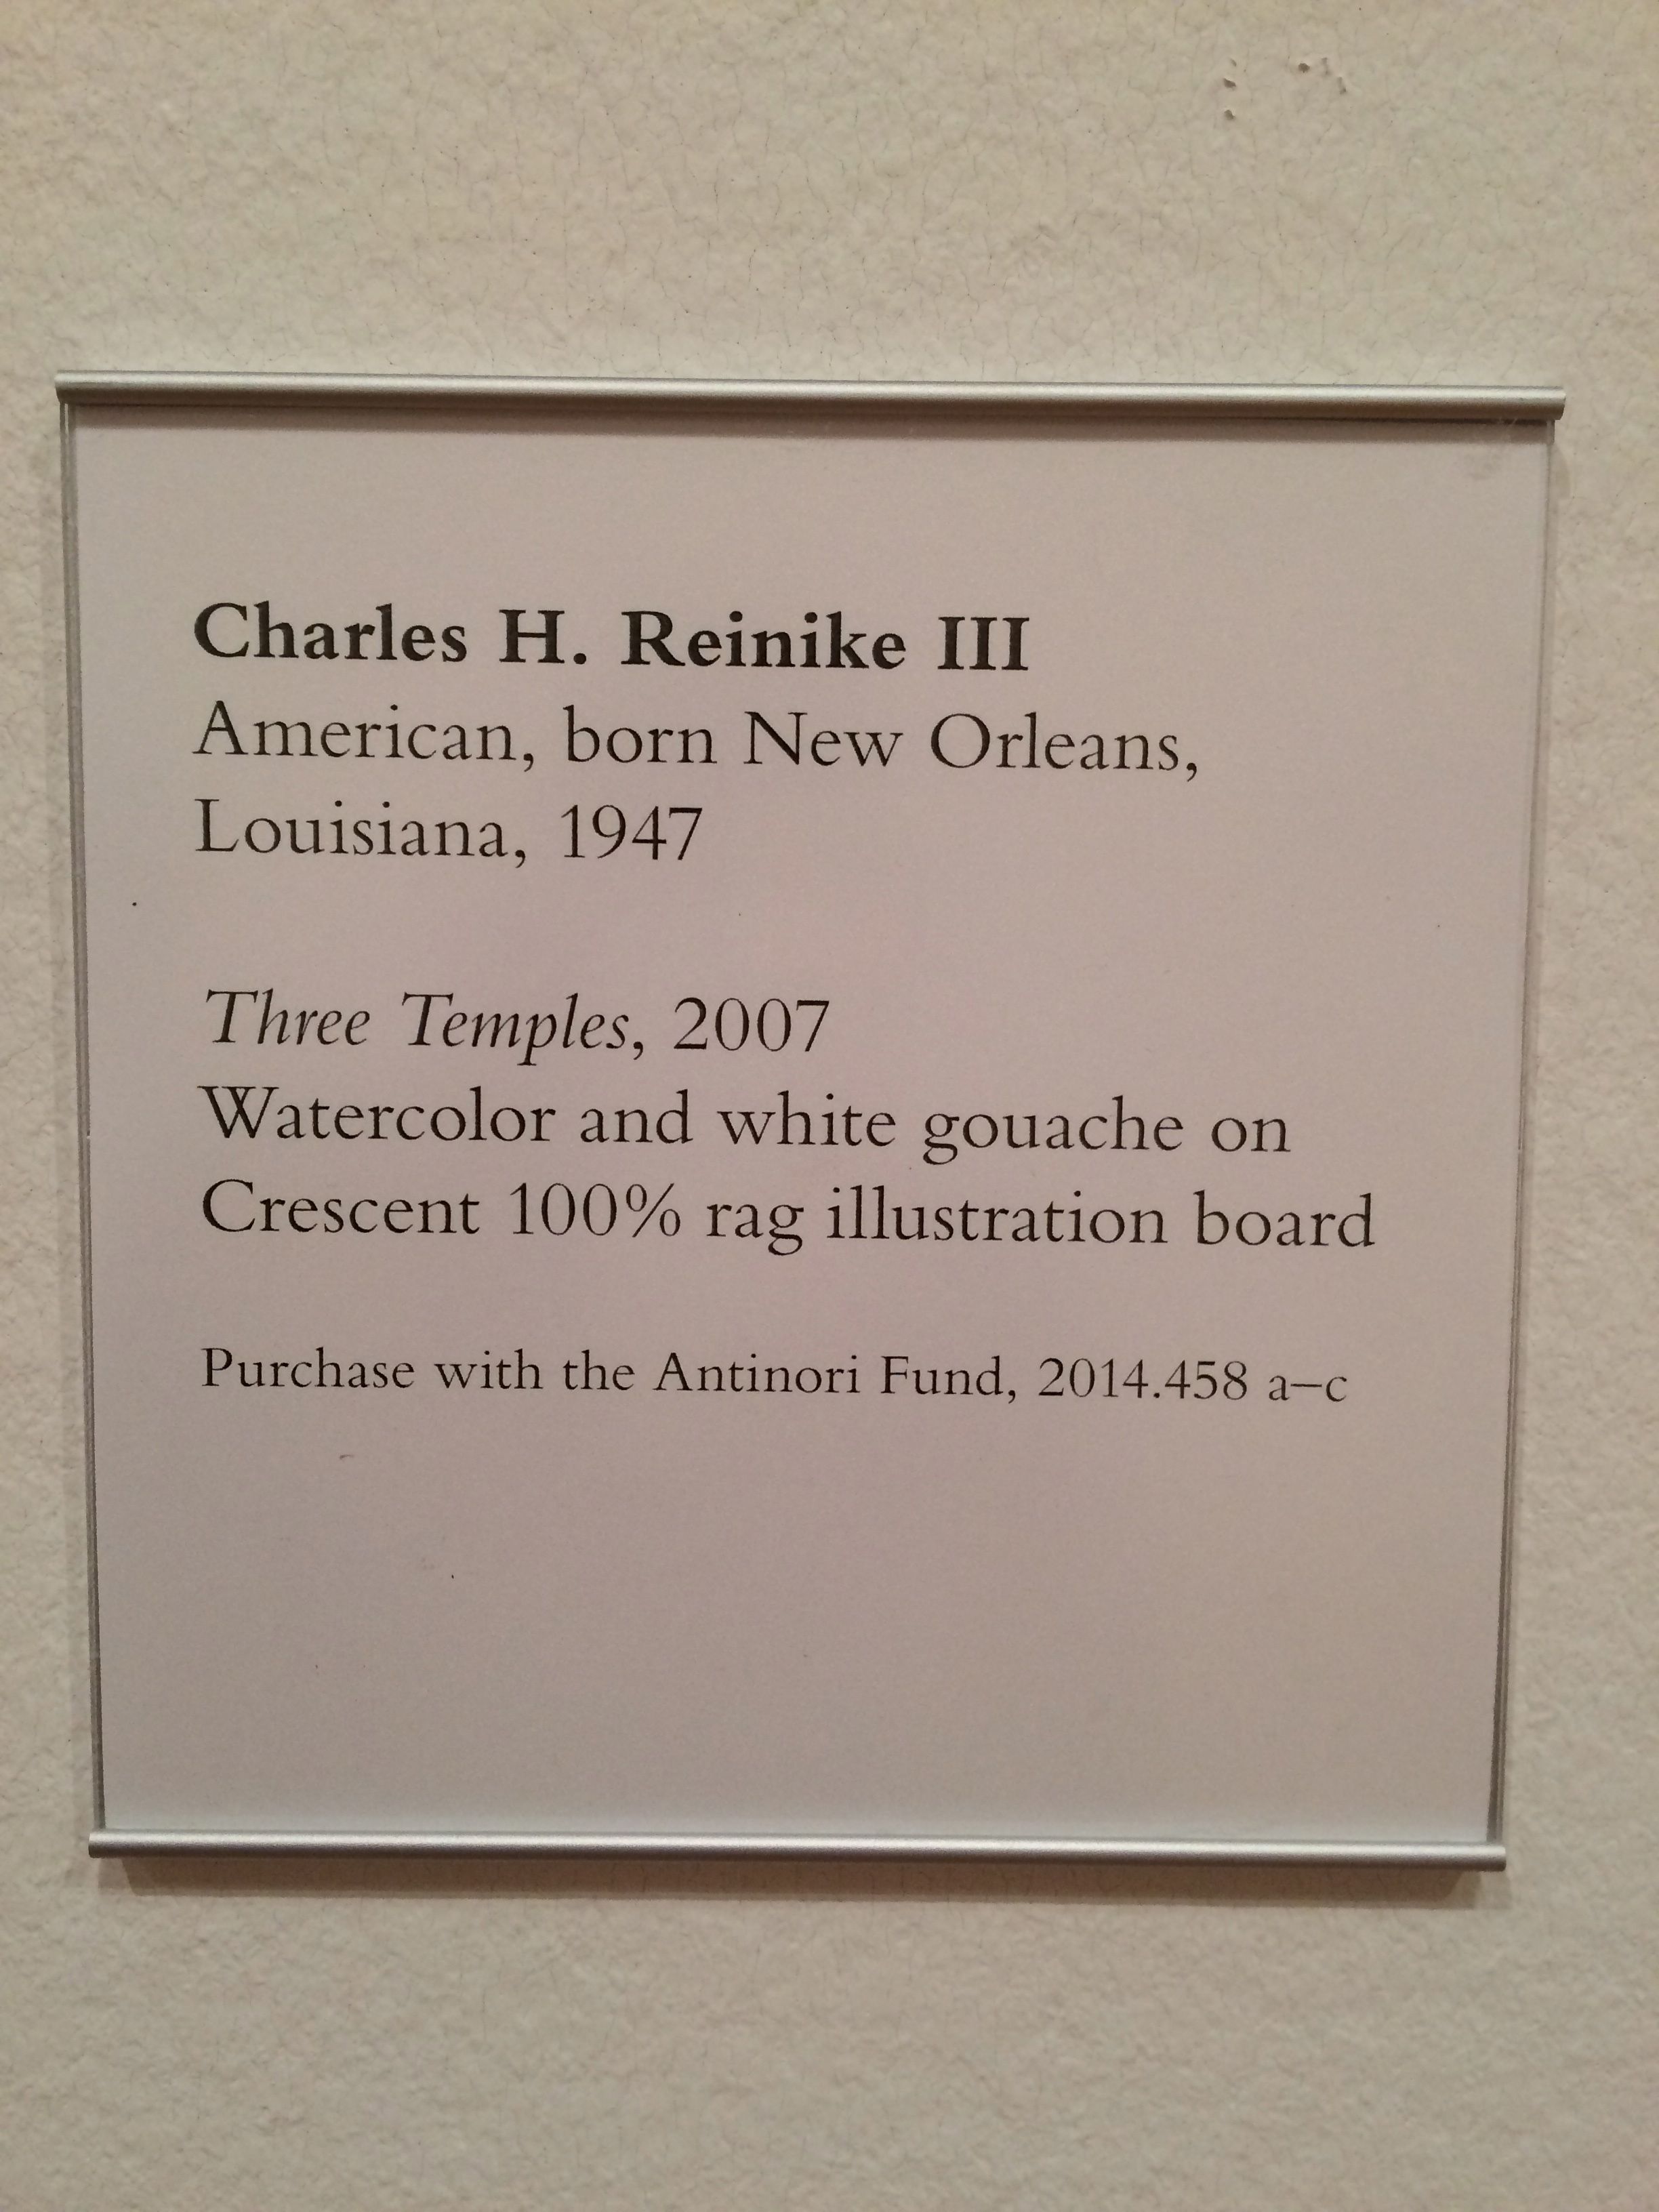 Charles H. Reinike III
American, born New Orleans,
Louisiana, 1947
Three Temples, 2007
Watercolor and white gouache on
Crescent 100% rag illustration board
Purchase with the Antinori Fund, 2014.458 a–c